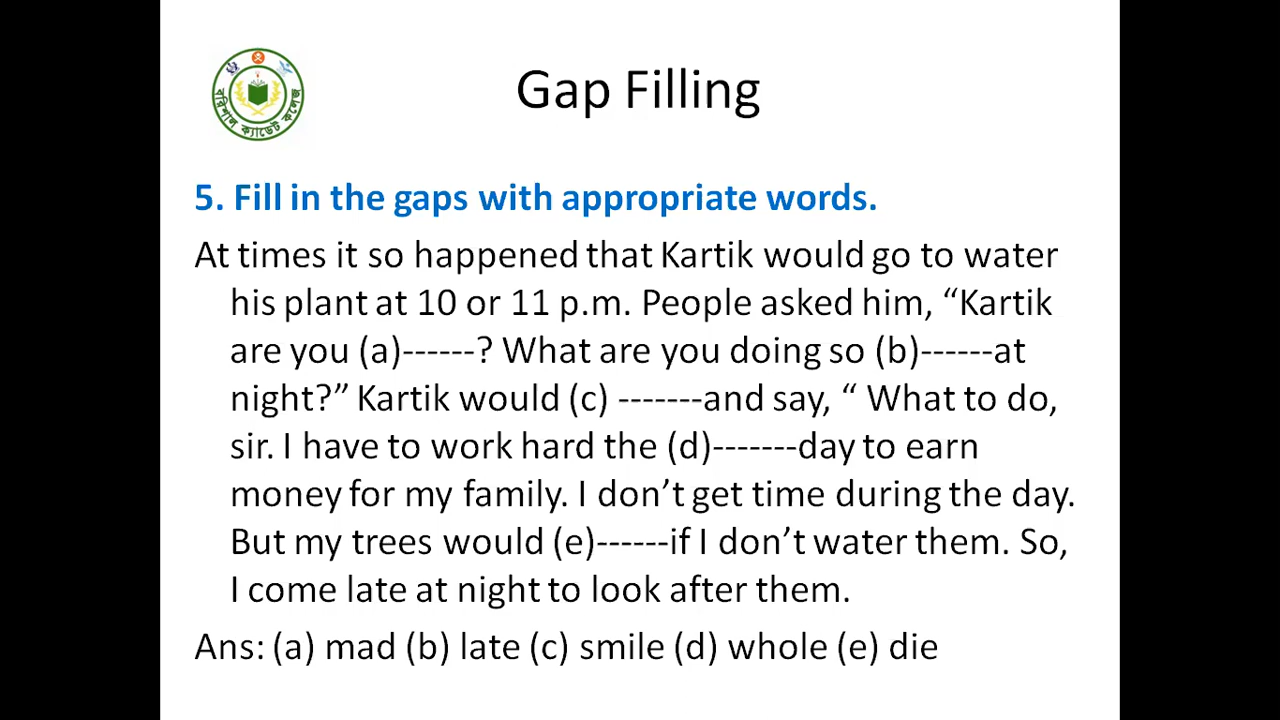 বরিশাল ক্যাডেট কলেজ
Gap Filling
5. Fill in the gaps with appropriate words.
At times it so happened that Kartik would go to water
his plant at 10 or 11 p.m. People asked him, “Kartik
are you (a)------? What are you doing so (b)------at
night?” Kartik would (c) -------and say, “ What to do,
sir. I have to work hard the (d)-------day to earn
money for my family. I don’t get time during the day.
But my trees would (e)------if I don’t water them. So,
I come late at night to look after them.
Ans: (a) mad (b) late (c) smile (d) whole (e) die